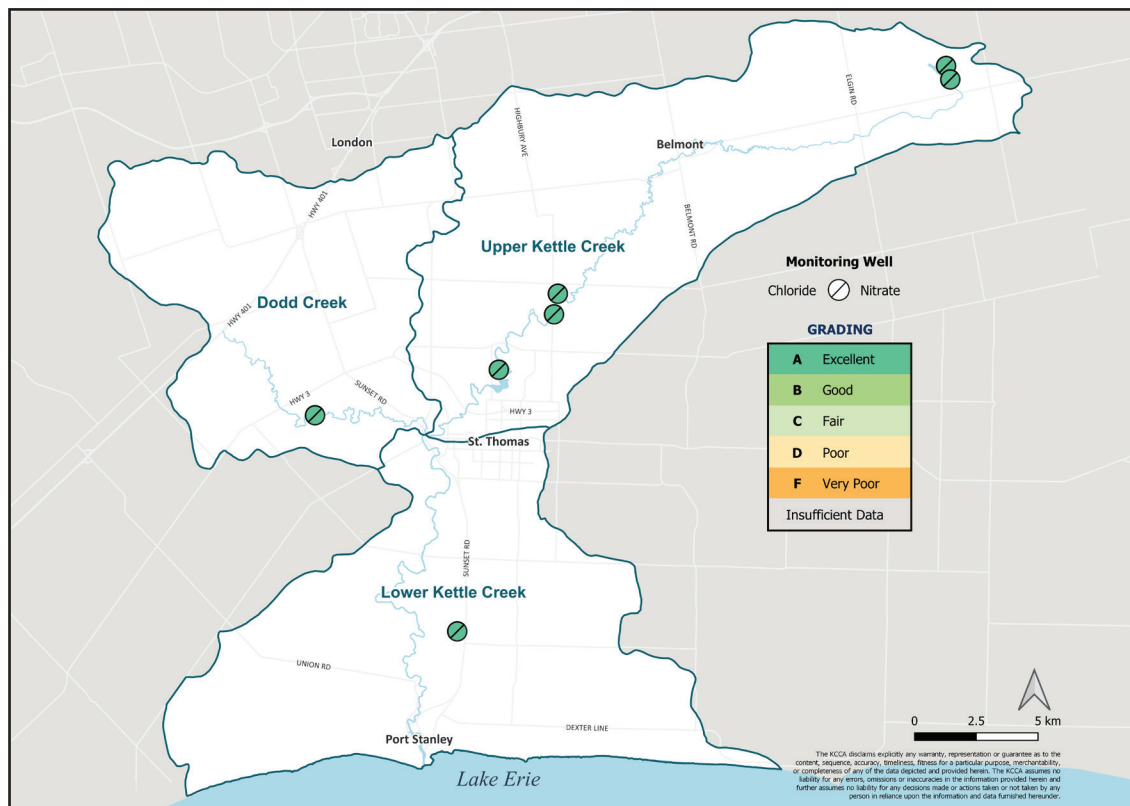 London
HIGHBURY AVE
ELGIN RD
Belmont
HWY 401
BELMONT RD
Upper Kettle Creek
Dodd Creek
HWY 401
SUNSET RD
HWY 3
HWY 3
St. Thomas
SUNSET RD
Lower Kettle Creek
UNION RD
DEXTER LINE
Port Stanley
Lake Erie
Monitoring Well
Chloride Nitrate
GRADING
A Excellent
B Good
C Fair
D Poor
F Very Poor
Insufficient Data
0 2.5 5 km
The KCCA disclaims explicitly any warranty, representation or guarantee as to the
content, sequence, accuracy, timeliness, fitness for a particular purpose, merchantability,
or completeness of any of the data depicted and provided herein. The KCCA assumes no
liability for any errors, omissions or inaccuracies in the information provided herein and
further assumes no liability for any decisions made or actions taken or not taken by any
person in reliance upon the information and data furnished hereunder.